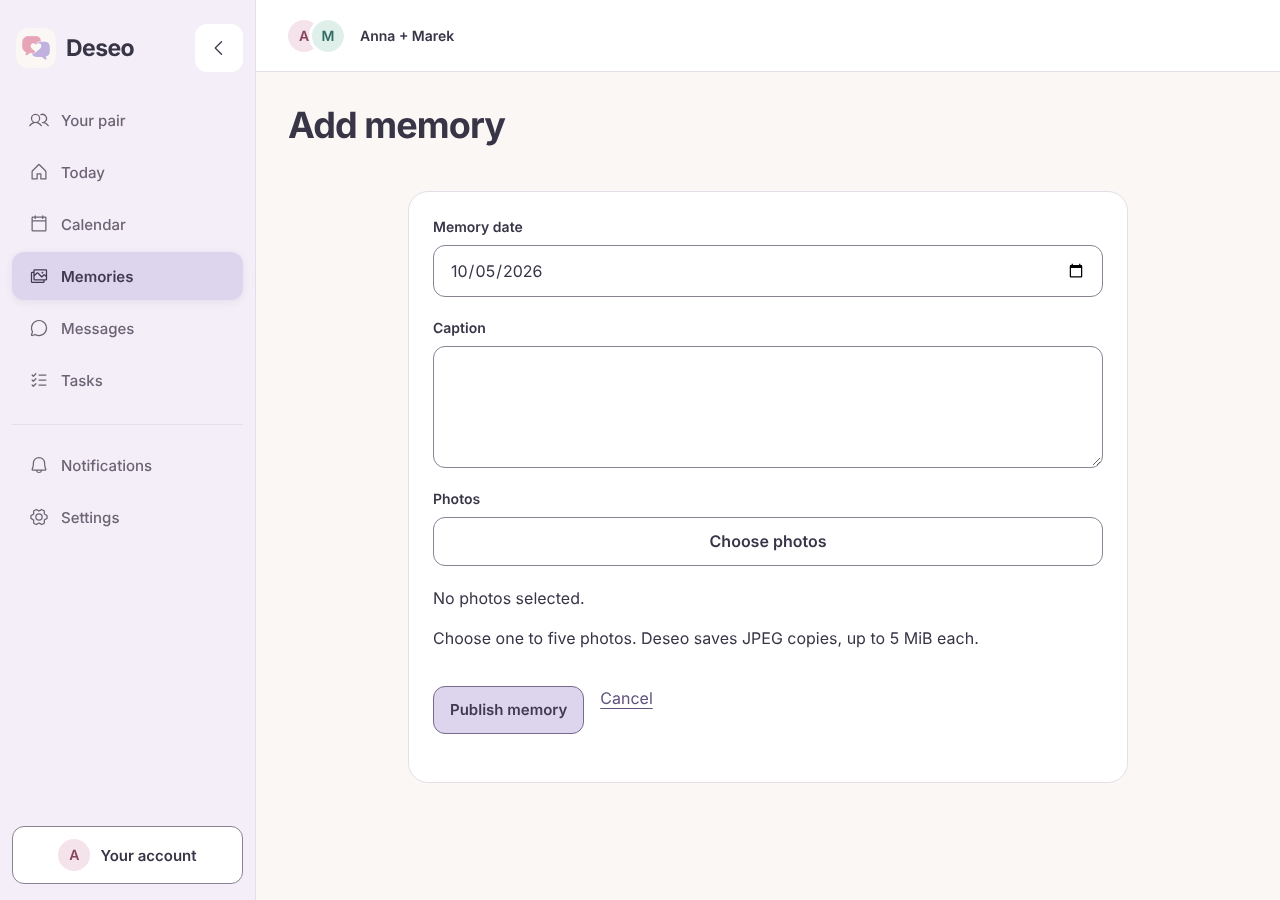 Deseo
Your pair
Today
Calendar
Memories
Messages
Tasks
Notifications
Settings
A Your account
A M Anna + Marek
Add memory
Memory date
10/05/2026
Caption
Photos
Choose photos
No photos selected.
Choose one to five photos. Deseo saves JPEG copies, up to 5 MiB each.
Publish memory Cancel